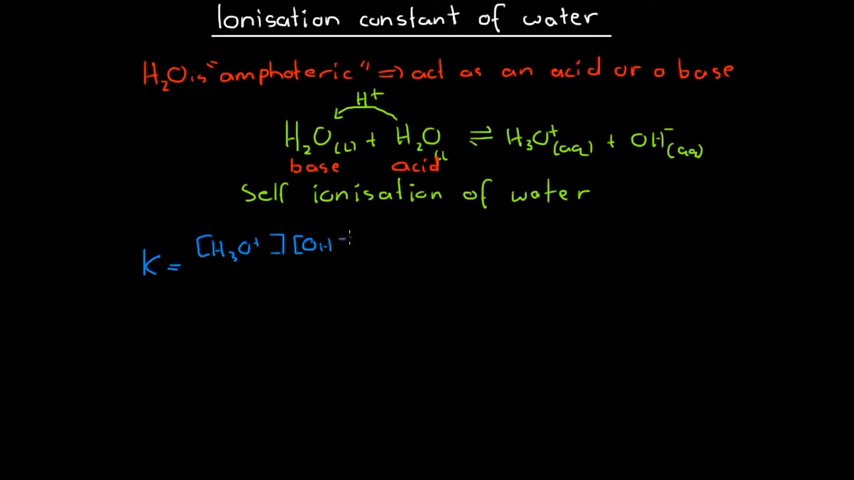 Ionisation constant of water
H₂O is "amphoteric" => act as an acid or a base
H⁺
H₂O(l) + H₂O(l ⇌ H₃O⁺(aq) + OH⁻(aq)
base acid
Self ionisation of water
K = [H₃O⁺][OH⁻